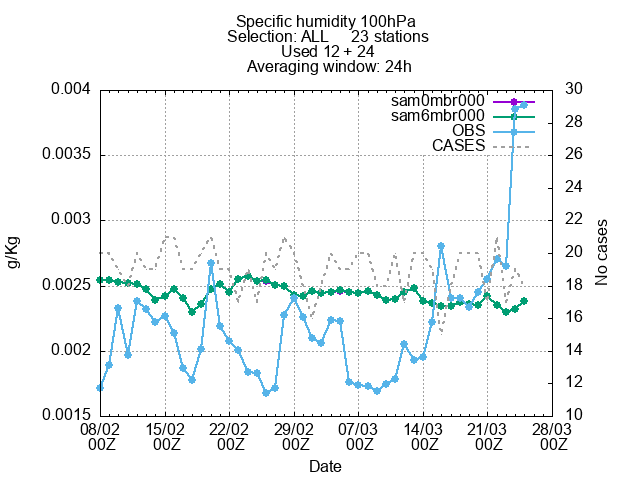 Specific humidity 100hPa
Selection: ALL 23 stations
Used 12 + 24
Averaging window: 24h
sam0mbr000
sam6mbr000
OBS
CASES
0.004
0.0035
0.003
0.0025
0.002
0.0015
g/Kg
30
28
26
24
22
20
18
16
14
12
10
No cases
08/02 15/02 22/02 29/02 07/03 14/03 21/03 28/03
00Z 00Z 00Z 00Z 00Z 00Z 00Z 00Z
Date